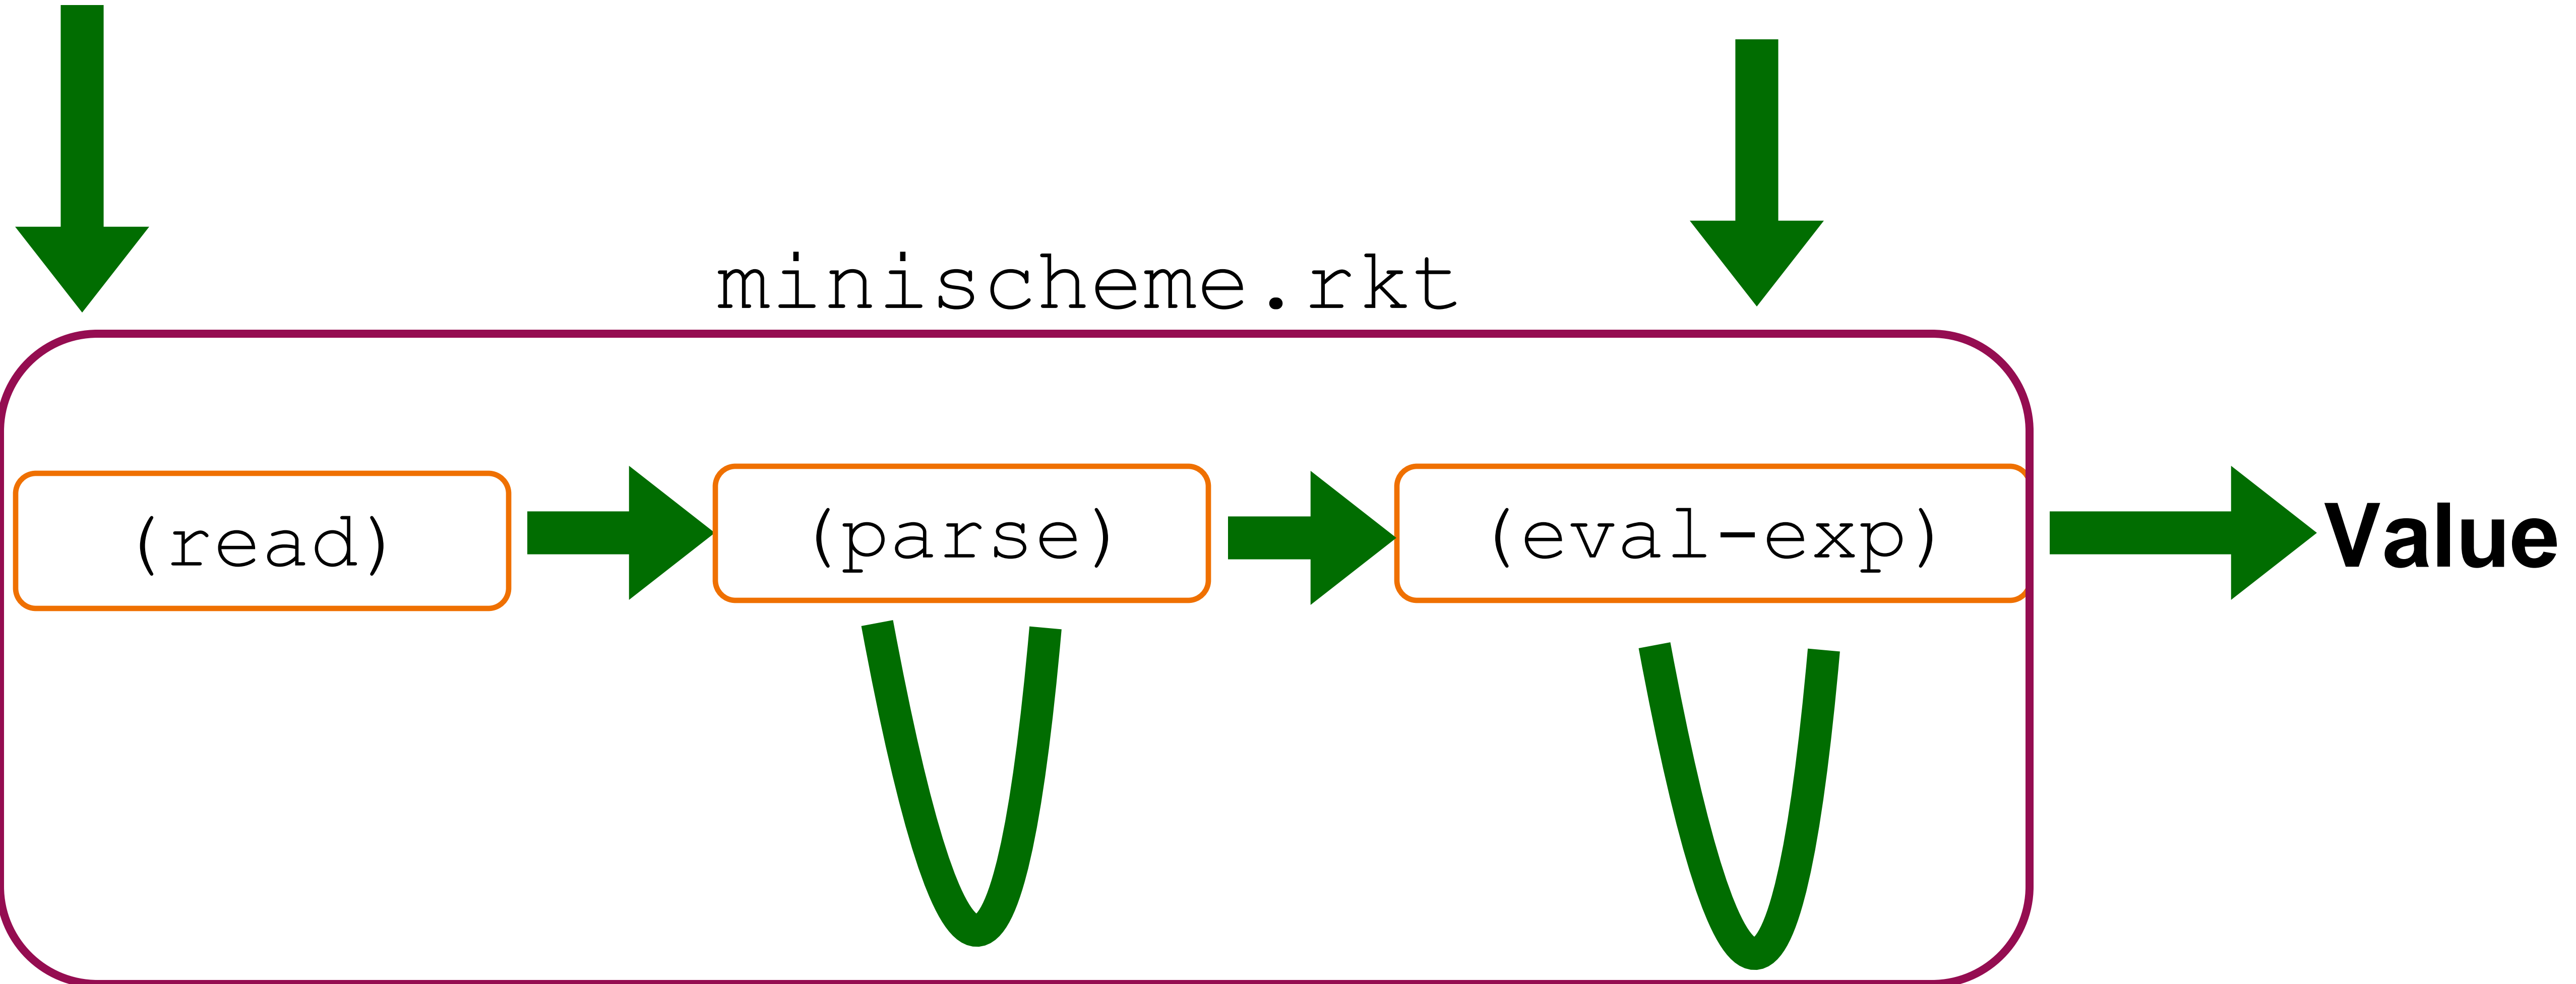 minischeme.rkt
(read)
(parse)
(eval-exp)
Value